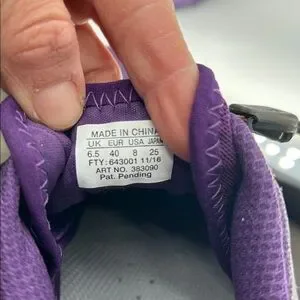 MADE IN CHINA
UK EUR USA JAPAN
6.5 40 8 25
FTY: 643001 11/16
ART NO. 383090
Pat. Pending